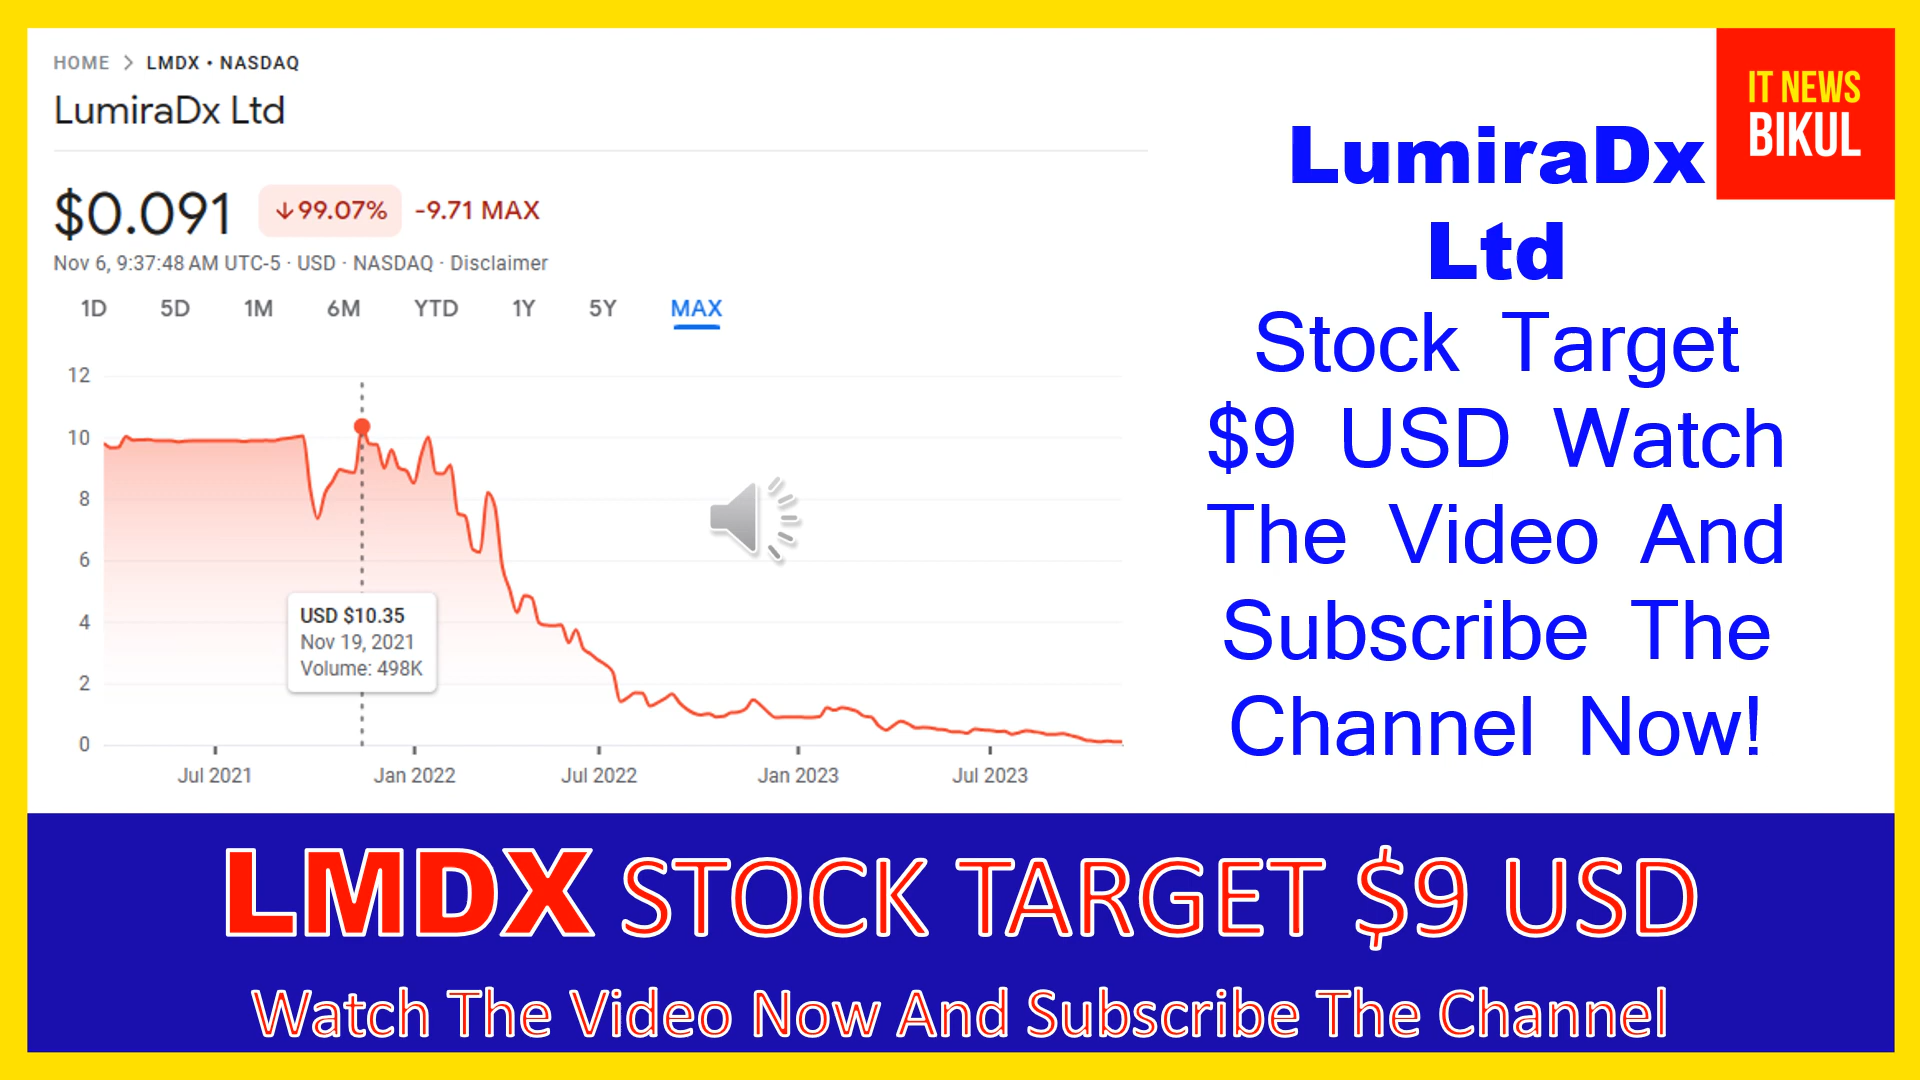 HOME > LMDX • NASDAQ
LumiraDx Ltd
$0.091 ↓99.07% -9.71 MAX
Nov 6, 9:37:48 AM UTC-5 · USD · NASDAQ · Disclaimer
1D 5D 1M 6M YTD 1Y 5Y MAX
12
10
8
6
4
2
0
USD $10.35
Nov 19, 2021
Volume: 498K
Jul 2021 Jan 2022 Jul 2022 Jan 2023 Jul 2023
IT NEWS
BIKUL
LumiraDx
Ltd
Stock Target
$9 USD Watch
The Video And
Subscribe The
Channel Now!
LMDX STOCK TARGET $9 USD
Watch The Video Now And Subscribe The Channel